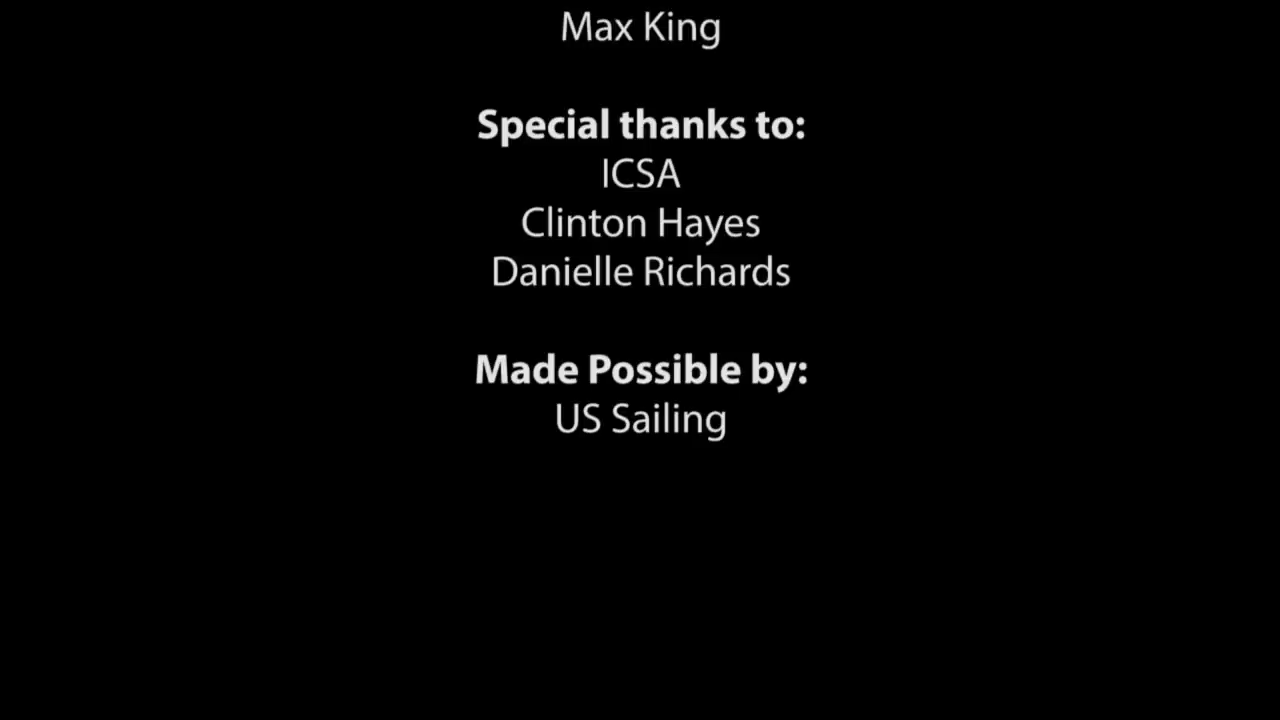 Max King
Special thanks to:
ICSA
Clinton Hayes
Danielle Richards
Made Possible by:
US Sailing